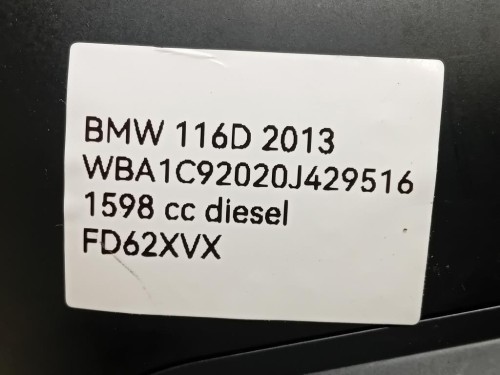 BMW 116D 2013
WBA1C92020J429516
1598 cc diesel
FD62XVX